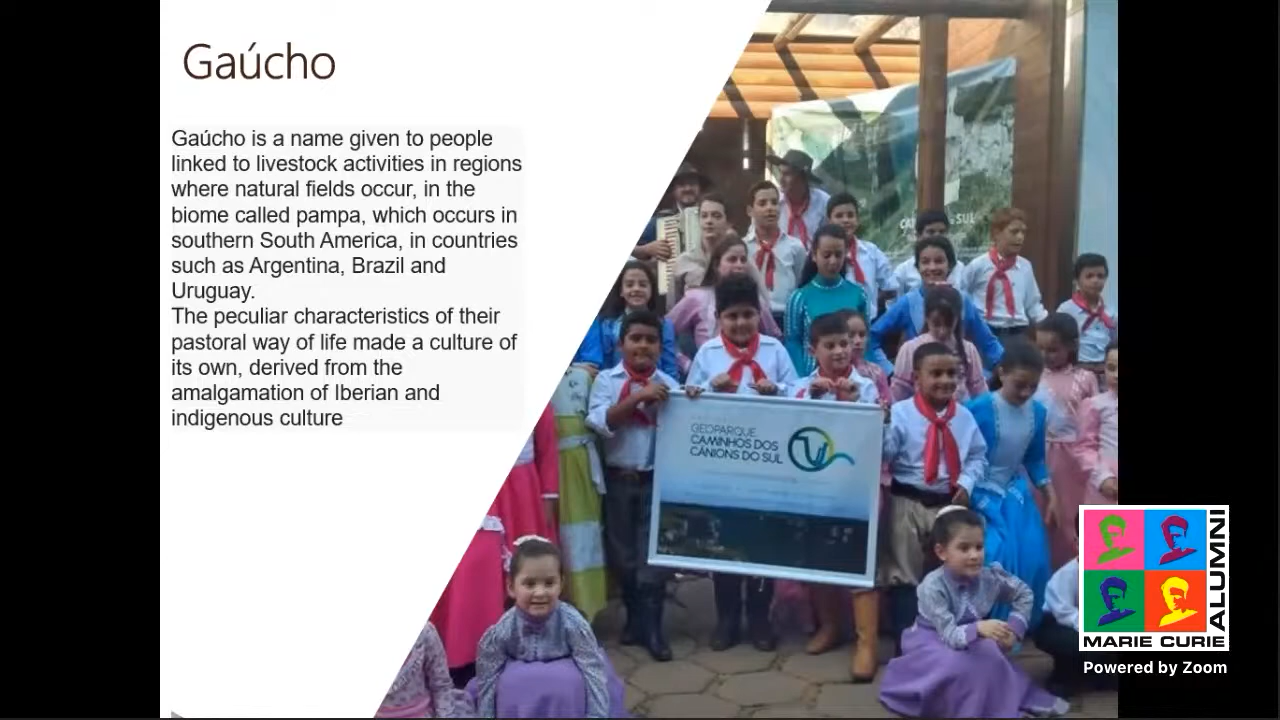 Gaúcho
Gaúcho is a name given to people
linked to livestock activities in regions
where natural fields occur, in the
biome called pampa, which occurs in
southern South America, in countries
such as Argentina, Brazil and
Uruguay.
The peculiar characteristics of their
pastoral way of life made a culture of
its own, derived from the
amalgamation of Iberian and
indigenous culture
GEOPARQUE
CAMINHOS DOS
CÂNIONS DO SUL
MARIE CURIE
ALUMNI
Powered by Zoom